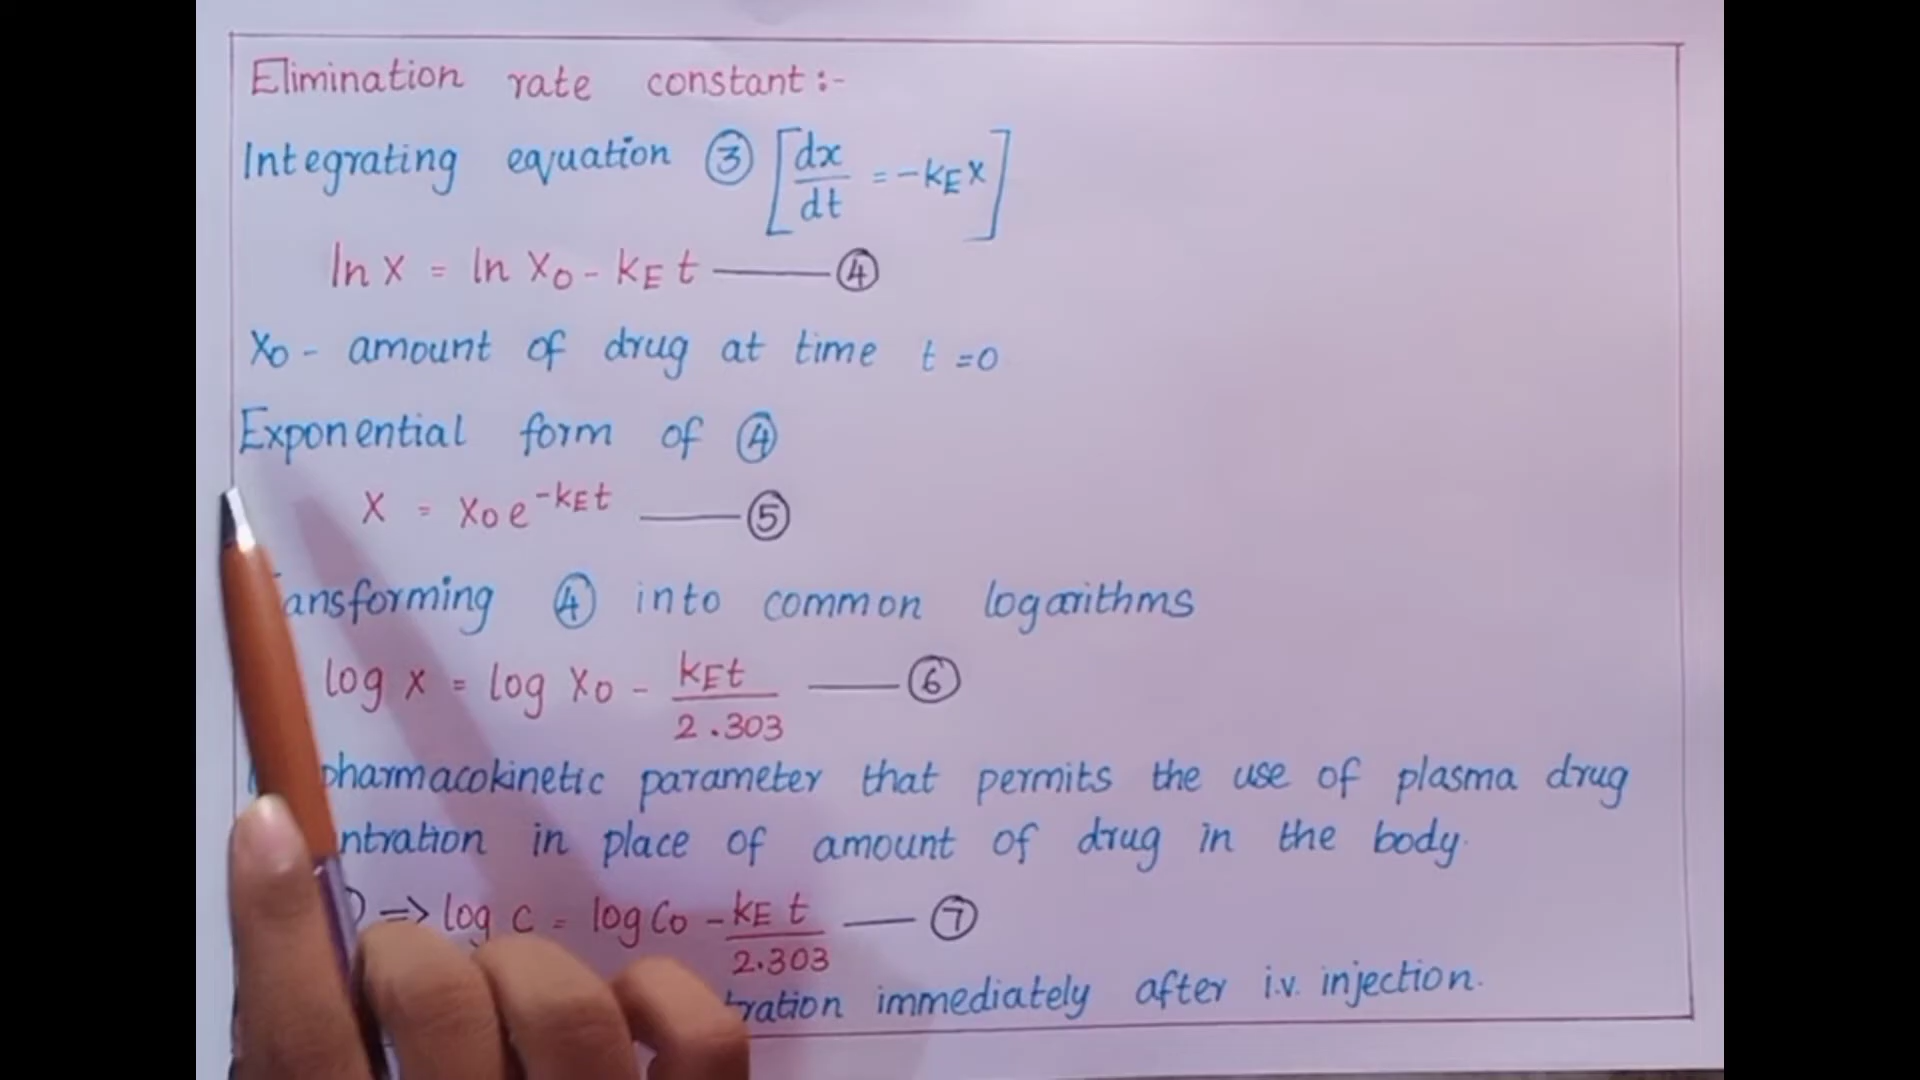 Elimination rate constant :-
Integrating equation ③ [dx/dt = -kE x]
ln X = ln X0 - kE t —— ④
X0 - amount of drug at time t = 0
Exponential form of ④
X = X0 e^-kEt —— ⑤
ansforming ④ into common logarithms
log x = log X0 - kEt/2.303 —— ⑥
pharmacokinetic parameter that permits the use of plasma drug
ntration in place of amount of drug in the body.
=> log C = log C0 - kE t/2.303 —— ⑦
tration immediately after i.v. injection.